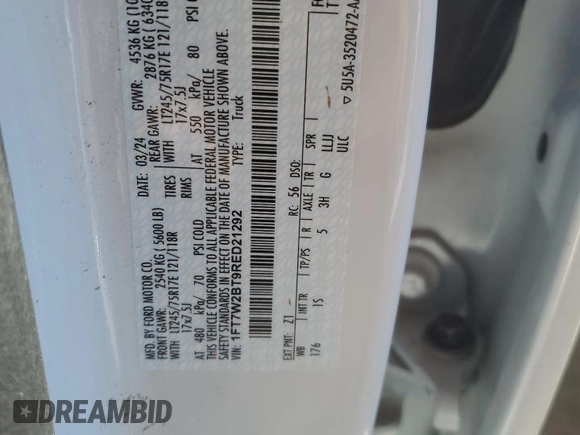 MFD. BY FORD MOTOR CO.
DATE: 03/24 GVWR: 4536 KG (10
FRONT GAWR: 2540 KG ( 5600 LB) REAR GAWR: 2876 KG ( 6340
WITH LT245/75R17E 121/118R TIRES WITH LT245/75R17E 121/118
17x7.5J RIMS 17x7.5J
AT 480 kPa/ 70 PSI COLD AT 550 kPa/ 80 PSI C
THIS VEHICLE CONFORMS TO ALL APPLICABLE FEDERAL MOTOR VEHICLE
SAFETY STANDARDS IN EFFECT ON THE DATE OF MANUFACTURE SHOWN ABOVE.
VIN: 1FT7W2BT9RED21292 TYPE: Truck
EXT PNT: Z1 - RC: 56 DSO:
WB INT TR TP/PS R AXLE TR SPR
176 15 5 3H G LLJJ
ULC
5U5A-3520472-A
DREAMBID